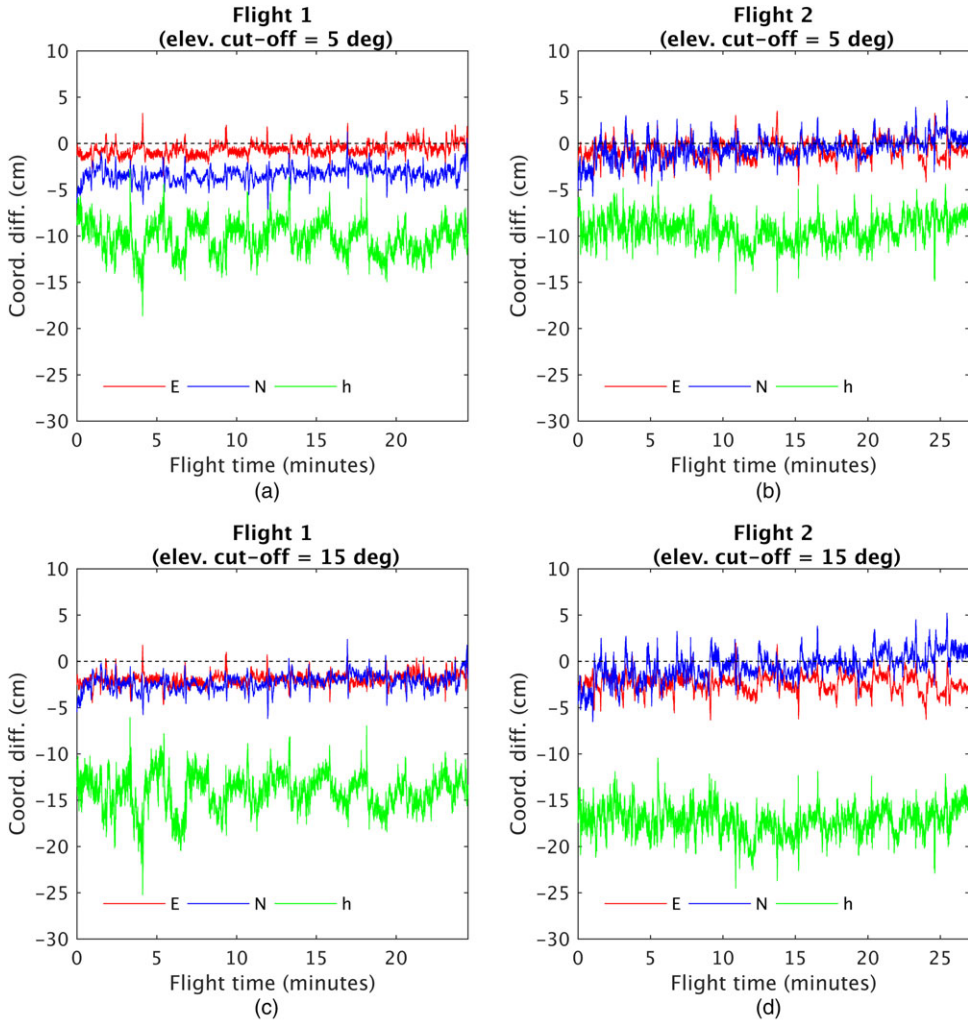 Flight 1
(elev. cut-off = 5 deg)
10
5
0
-5
-10
-15
-20
-25
-30
Coord. diff. (cm)
E N h
0 5 10 15 20
Flight time (minutes)
(a)
Flight 2
(elev. cut-off = 5 deg)
10
5
0
-5
-10
-15
-20
-25
-30
Coord. diff. (cm)
E N h
0 5 10 15 20 25
Flight time (minutes)
(b)
Flight 1
(elev. cut-off = 15 deg)
10
5
0
-5
-10
-15
-20
-25
-30
Coord. diff. (cm)
E N h
0 5 10 15 20
Flight time (minutes)
(c)
Flight 2
(elev. cut-off = 15 deg)
10
5
0
-5
-10
-15
-20
-25
-30
Coord. diff. (cm)
E N h
0 5 10 15 20 25
Flight time (minutes)
(d)